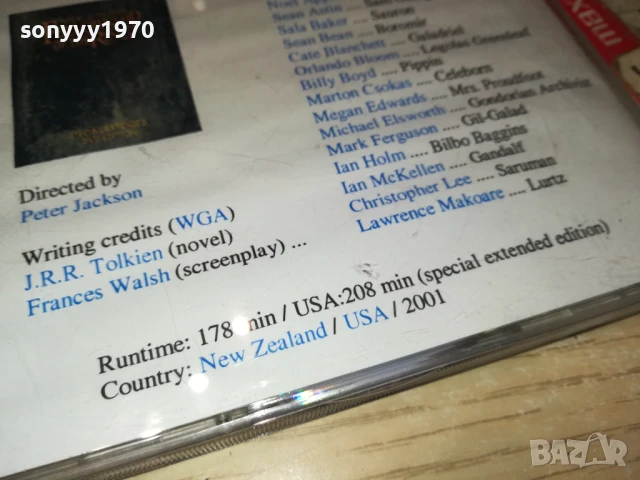 sonyyy1970
Noel App
Sean Astin .... Sam
Sala Baker .... Sauron
Sean Bean .... Boromir
Cate Blanchett .... Galadriel
Orlando Bloom .... Legolas Greenleaf
Billy Boyd .... Pippin
Marton Csokas .... Celeborn
Megan Edwards .... Mrs. Proudfoot
Michael Elsworth .... Gondorian Archivist
Mark Ferguson .... Gil-Galad
Ian Holm .... Bilbo Baggins
Ian McKellen .... Gandalf
Christopher Lee .... Saruman
Lawrence Makoare .... Lurtz
Directed by
Peter Jackson
Writing credits (WGA)
J.R.R. Tolkien (novel)
Frances Walsh (screenplay) ...
Runtime: 178 min / USA:208 min (special extended edition)
Country: New Zealand / USA / 2001
BAZAR
bg